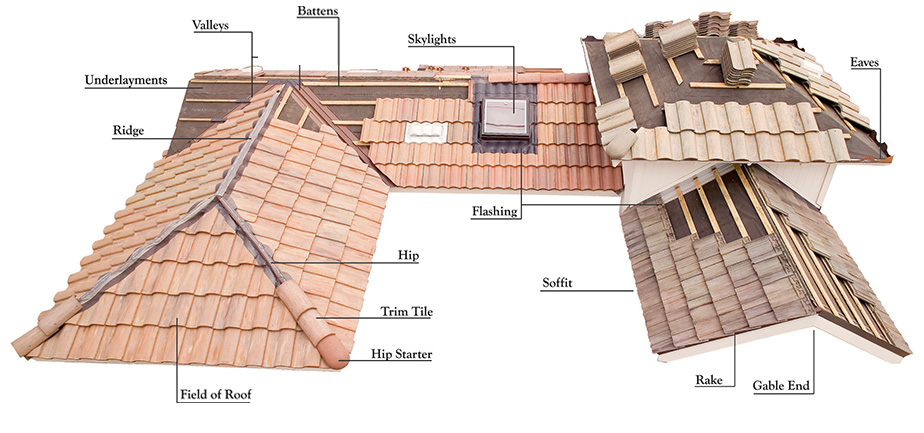 Battens
Valleys
Skylights
Eaves
Underlayments
Ridge
Flashing
Hip
Soffit
Trim Tile
Hip Starter
Rake
Gable End
Field of Roof